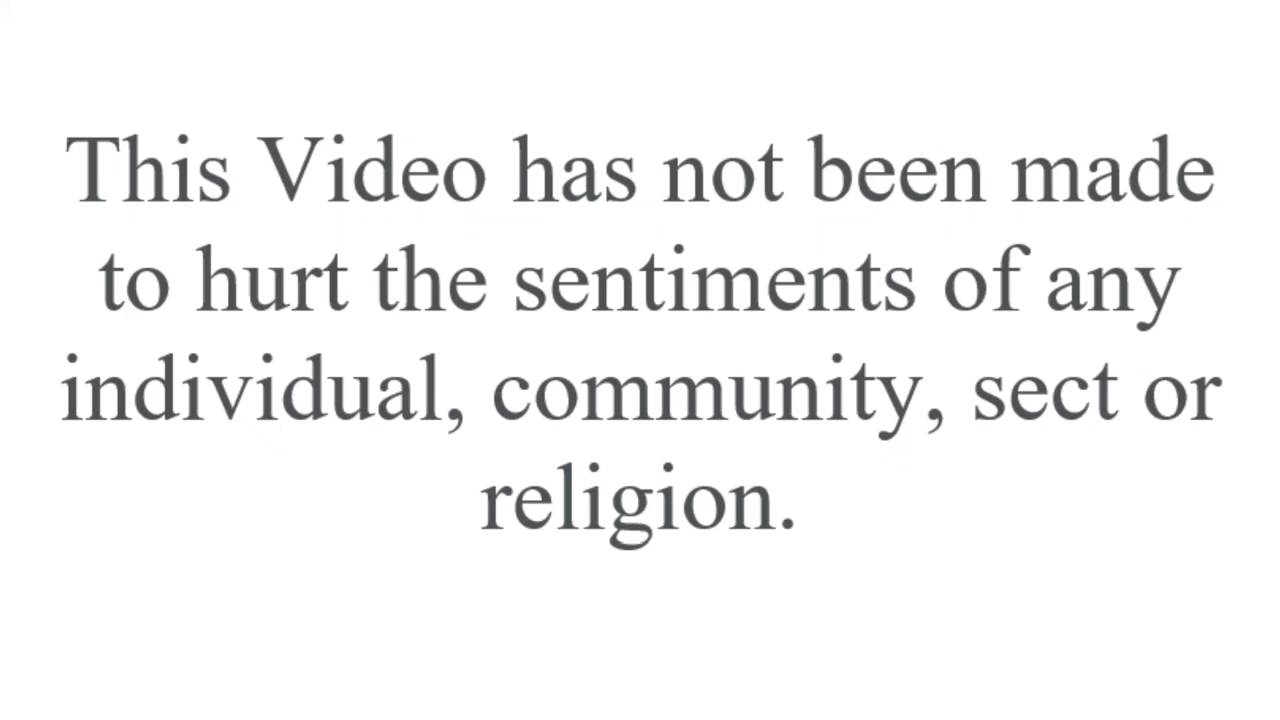 This Video has not been made
to hurt the sentiments of any
individual, community, sect or
religion.